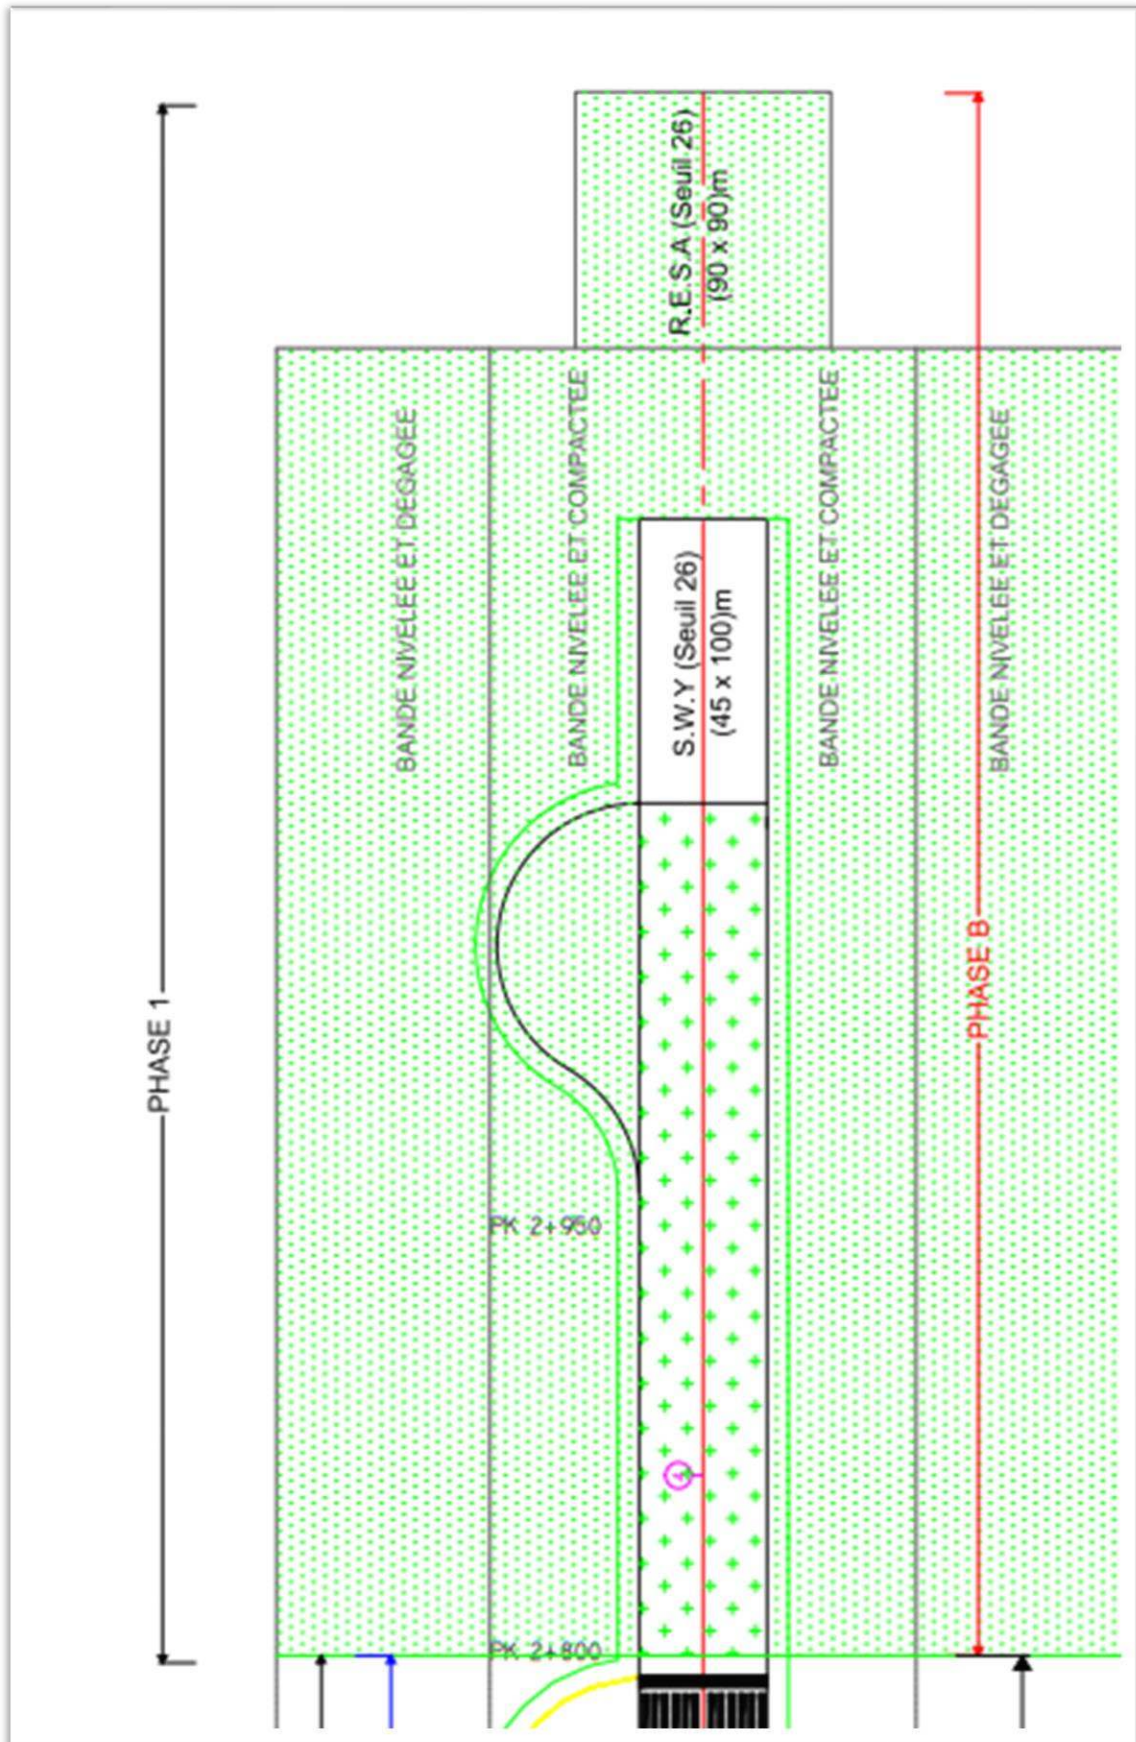 R.E.S.A (Seuil 26)
(90 x 90)m
BANDE NIVELEE ET DEGAGEE
BANDE NIVELEE ET COMPACTEE
S.W.Y (Seuil 26)
(45 x 100)m
BANDE NIVELEE ET COMPACTEE
BANDE NIVELEE ET DEGAGEE
PHASE 1
PHASE B
PK 2+950
PK 2+800